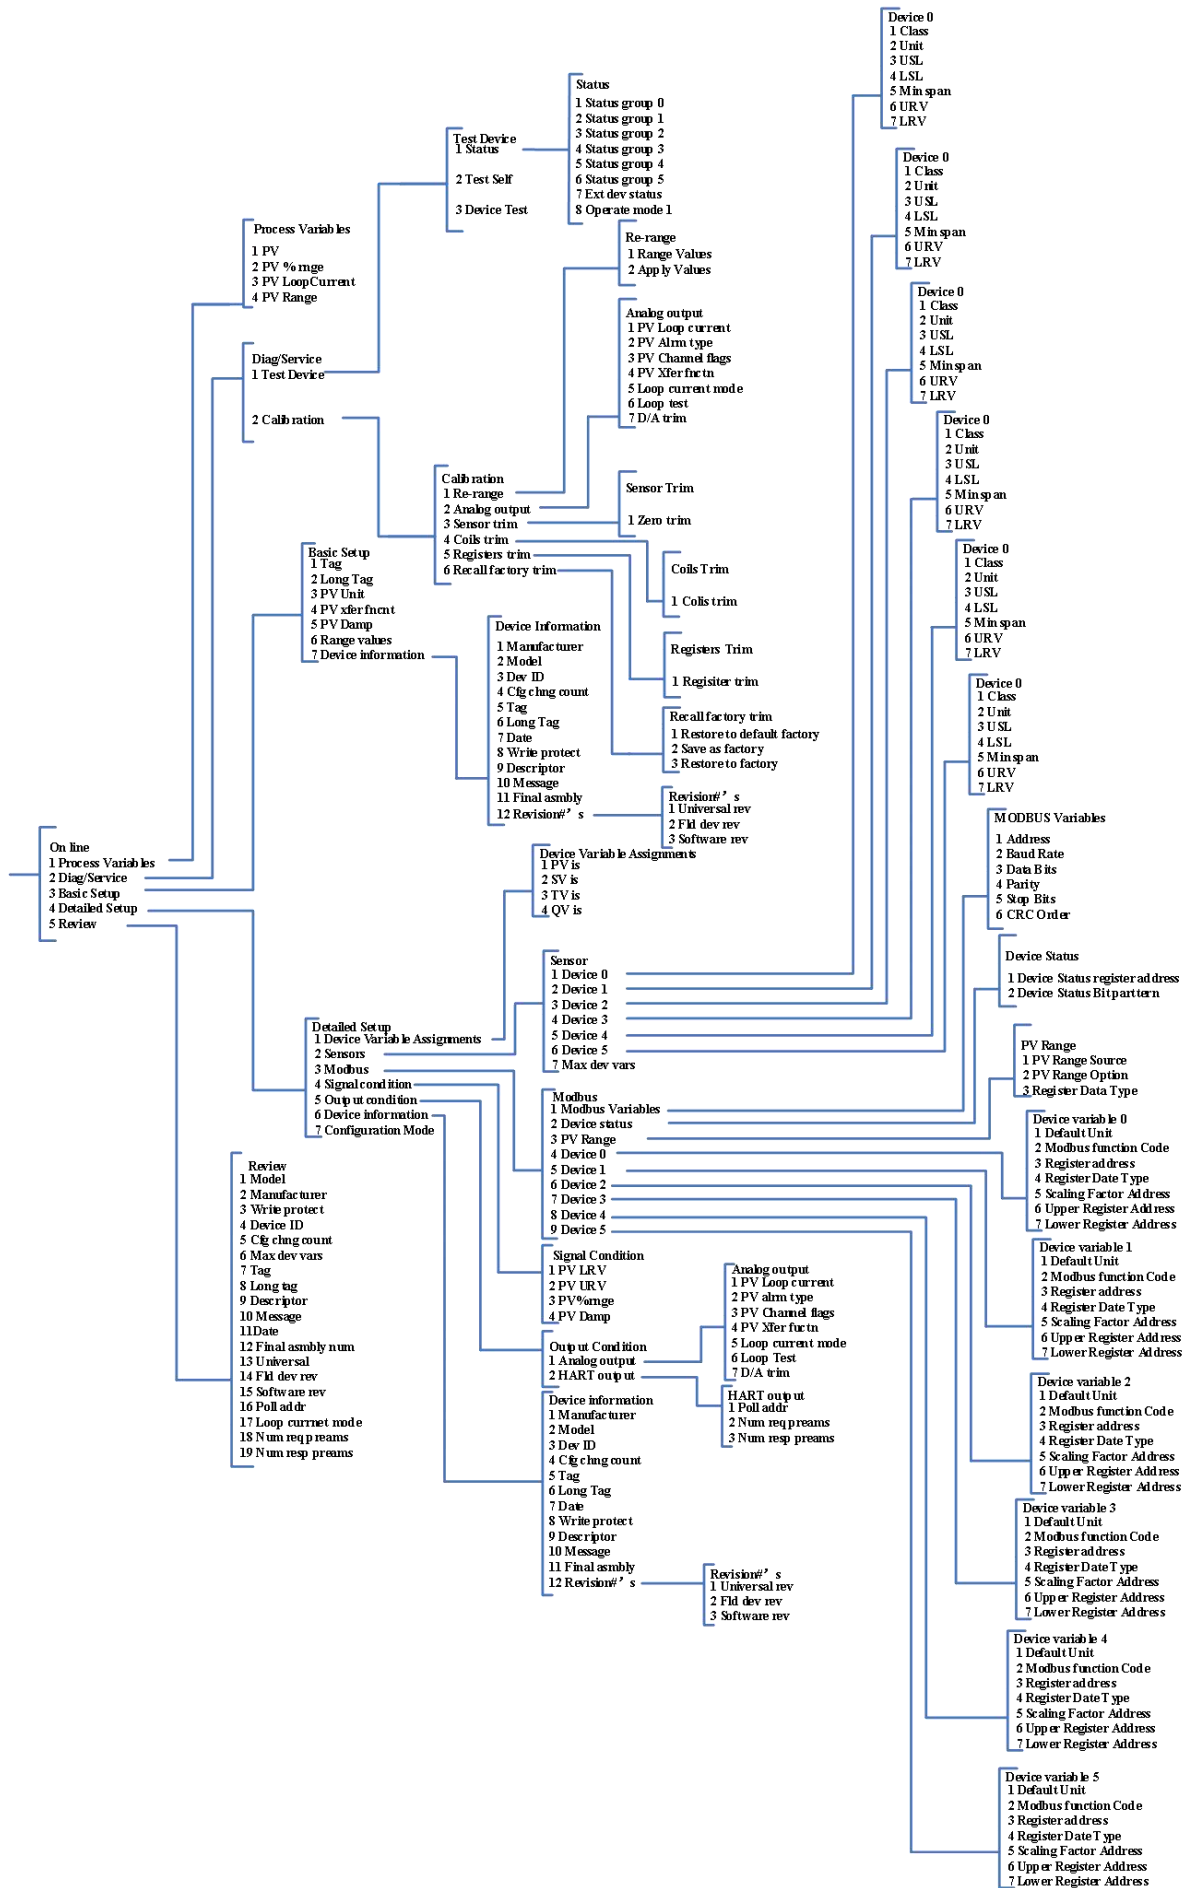 On line
1 Process Variables
2 Diag/Service
3 Basic Setup
4 Detailed Setup
5 Review
Process Variables
1 PV
2 PV %rnge
3 PV LoopCurrent
4 PV Range
Diag/Service
1 Test Device
2 Calibration
Test Device
1 Status
2 Test Self
3 Device Test
Status
1 Status group 0
2 Status group 1
3 Status group 2
4 Status group 3
5 Status group 4
6 Status group 5
7 Ext dev status
8 Operate mode 1
Calibration
1 Re-range
2 Analog output
3 Sensor trim
4 Coils trim
5 Registers trim
6 Recall factory trim
Re-range
1 Range Values
2 Apply Values
Analog output
1 PV Loop current
2 PV Alrm type
3 PV Channel flags
4 PV Xfer fnctn
5 Loop current mode
6 Loop test
7 D/A trim
Sensor Trim
1 Zero trim
Coils Trim
1 Colis trim
Registers Trim
1 Regisiter trim
Recall factory trim
1 Restore to default factory
2 Save as factory
3 Restore to factory
Basic Setup
1 Tag
2 Long Tag
3 PV Unit
4 PV xfer fncnt
5 PV Damp
6 Range values
7 Device information
Device Information
1 Manufacturer
2 Model
3 Dev ID
4 Cfg chng count
5 Tag
6 Long Tag
7 Date
8 Write protect
9 Descriptor
10 Message
11 Final asmbly
12 Revision#’ s
Revision#’ s
1 Universal rev
2 Fld dev rev
3 Software rev
Detailed Setup
1 Device Variable Assignments
2 Sensors
3 Modbus
4 Signal condition
5 Output condition
6 Device information
7 Configuration Mode
Device Variable Assignments
1 PV is
2 SV is
3 TV is
4 QV is
Sensor
1 Device 0
2 Device 1
3 Device 2
4 Device 3
5 Device 4
6 Device 5
7 Max dev vars
Device 0
1 Class
2 Unit
3 USL
4 LSL
5 Min span
6 URV
7 LRV
Device 0
1 Class
2 Unit
3 USL
4 LSL
5 Min span
6 URV
7 LRV
Device 0
1 Class
2 Unit
3 USL
4 LSL
5 Min span
6 URV
7 LRV
Device 0
1 Class
2 Unit
3 USL
4 LSL
5 Min span
6 URV
7 LRV
Device 0
1 Class
2 Unit
3 USL
4 LSL
5 Min span
6 URV
7 LRV
Device 0
1 Class
2 Unit
3 USL
4 LSL
5 Min span
6 URV
7 LRV
Modbus
1 Modbus Variables
2 Device status
3 PV Range
4 Device 0
5 Device 1
6 Device 2
7 Device 3
8 Device 4
9 Device 5
MODBUS Variables
1 Address
2 Baud Rate
3 Data Bits
4 Parity
5 Stop Bits
6 CRC Order
Device Status
1 Device Status register address
2 Device Status Bit parttern
PV Range
1 PV Range Source
2 PV Range Option
3 Register Data Type
Device variable 0
1 Default Unit
2 Modbus function Code
3 Register address
4 Register Date Type
5 Scaling Factor Address
6 Upper Register Address
7 Lower Register Address
Device variable 1
1 Default Unit
2 Modbus function Code
3 Register address
4 Register Date Type
5 Scaling Factor Address
6 Upper Register Address
7 Lower Register Address
Device variable 2
1 Default Unit
2 Modbus function Code
3 Register address
4 Register Date Type
5 Scaling Factor Address
6 Upper Register Address
7 Lower Register Address
Device variable 3
1 Default Unit
2 Modbus function Code
3 Register address
4 Register Date Type
5 Scaling Factor Address
6 Upper Register Address
7 Lower Register Address
Device variable 4
1 Default Unit
2 Modbus function Code
3 Register address
4 Register Date Type
5 Scaling Factor Address
6 Upper Register Address
7 Lower Register Address
Device variable 5
1 Default Unit
2 Modbus function Code
3 Register address
4 Register Date Type
5 Scaling Factor Address
6 Upper Register Address
7 Lower Register Address
Signal Condition
1 PV LRV
2 PV URV
3 PV%rnge
4 PV Damp
Output Condition
1 Analog output
2 HART output
Analog output
1 PV Loop current
2 PV alrm type
3 PV Channel flags
4 PV Xfer fuctn
5 Loop current mode
6 Loop Test
7 D/A trim
HART output
1 Poll addr
2 Num req preams
3 Num resp preams
Device information
1 Manufacturer
2 Model
3 Dev ID
4 Cfg chng count
5 Tag
6 Long Tag
7 Date
8 Write protect
9 Descriptor
10 Message
11 Final asmbly
12 Revision#’ s
Revision#’ s
1 Universal rev
2 Fld dev rev
3 Software rev
Review
1 Model
2 Manufacturer
3 Write protect
4 Device ID
5 Cfg chng count
6 Max dev vars
7 Tag
8 Long tag
9 Descriptor
10 Message
11 Date
12 Final asmbly num
13 Universal
14 Fld dev rev
15 Software rev
16 Poll addr
17 Loop currnet mode
18 Num req preams
19 Num resp preams